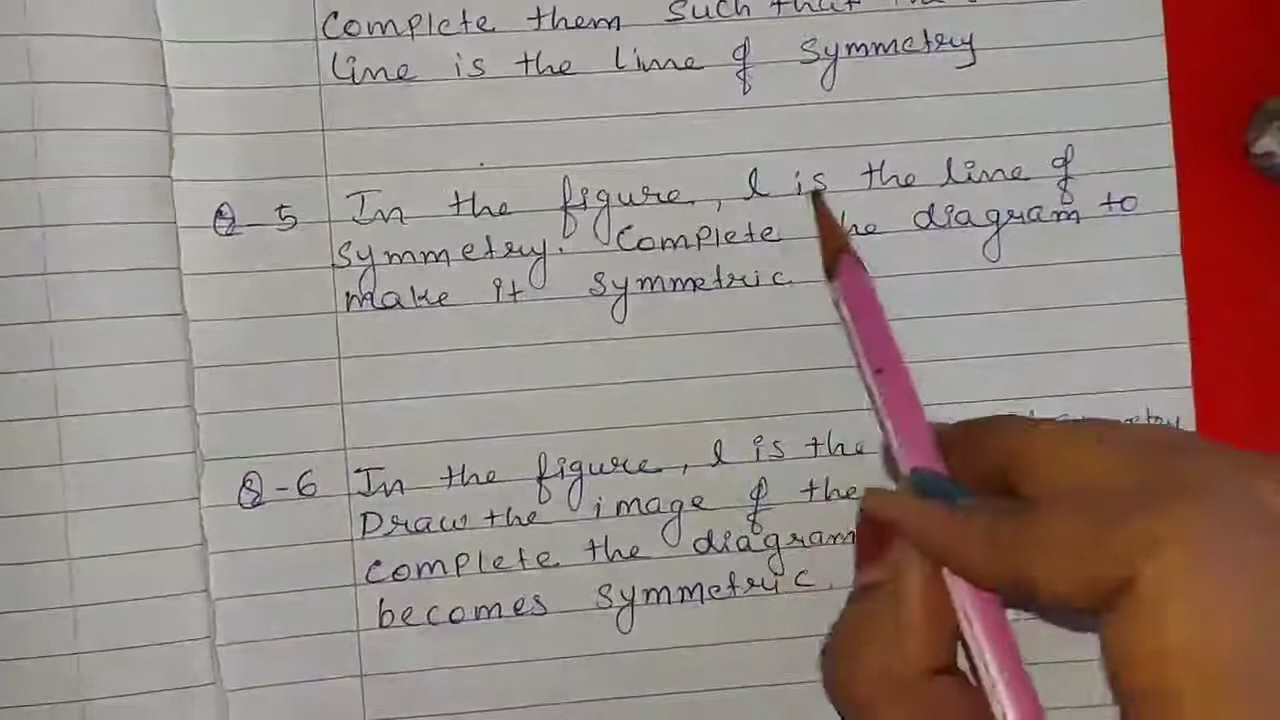 Complete them such that
line is the line of symmetry
Q 5 In the figure, l is the line of
symmetry. Complete the diagram to
make it symmetric.
Q-6 In the figure, l is the
Draw the image of the
complete the diagram
becomes symmetric.